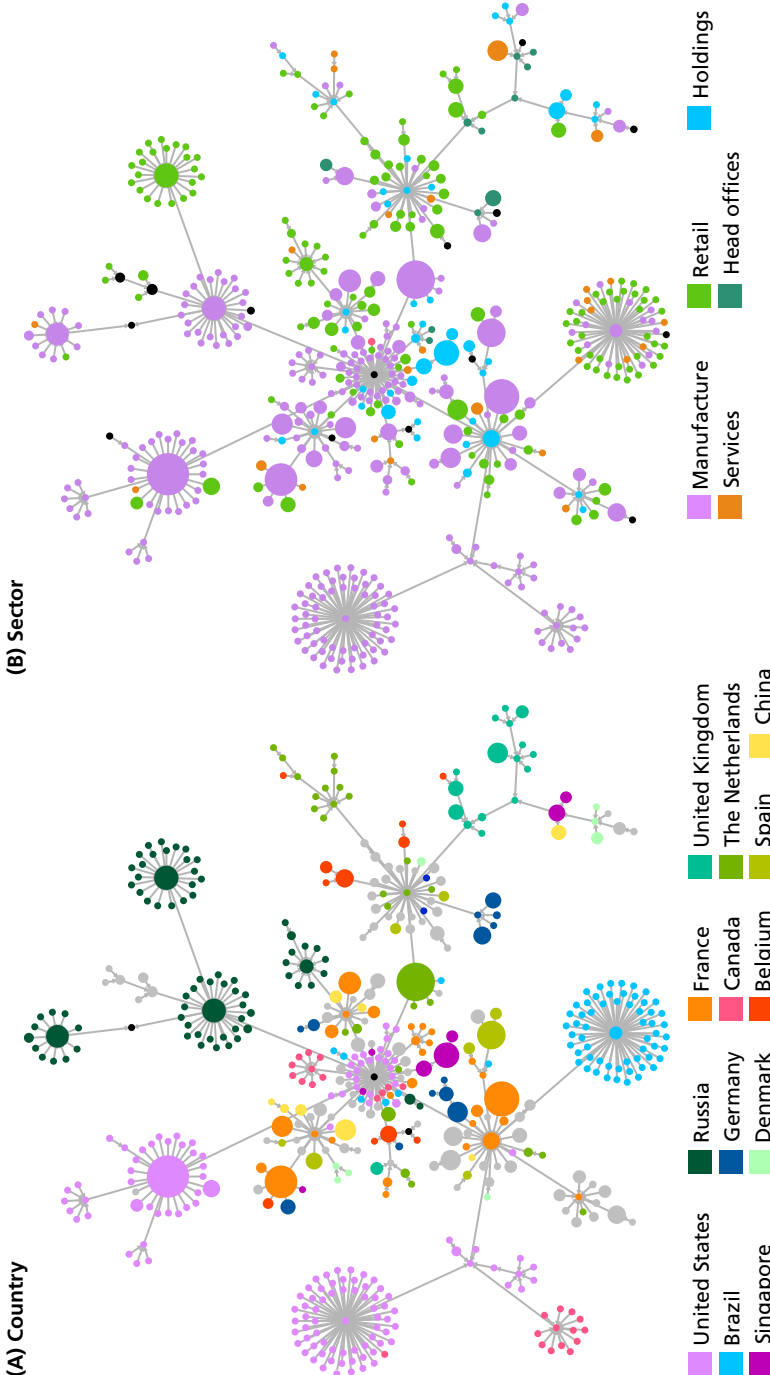 (A) Country
United States
Russia
France
United Kingdom
Brazil
Germany
Canada
The Netherlands
Singapore
Denmark
Belgium
Spain
China
(B) Sector
Manufacture
Retail
Holdings
Services
Head offices